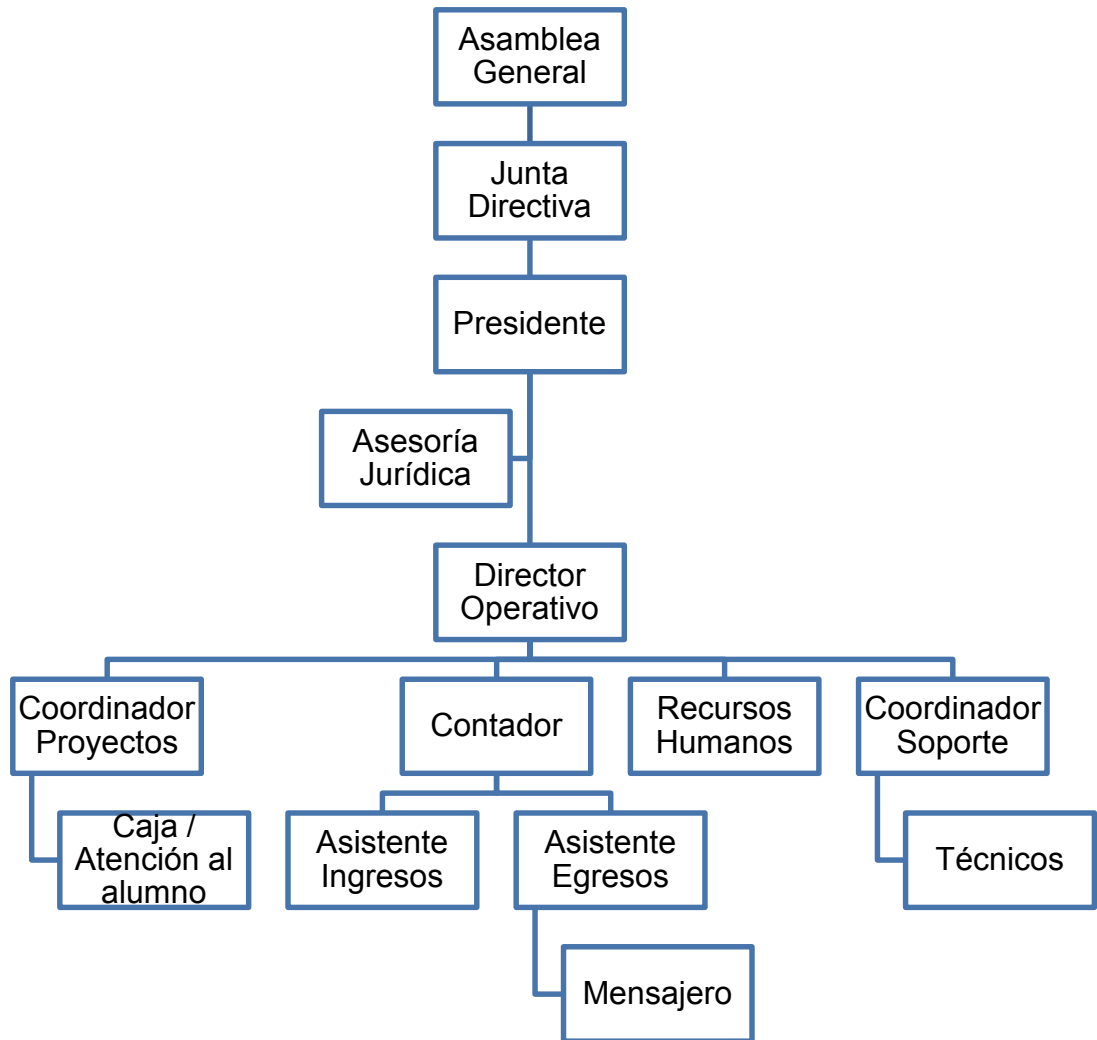 Asamblea
General
Junta
Directiva
Presidente
Asesoría
Jurídica
Director
Operativo
Coordinador
Proyectos
Contador
Recursos
Humanos
Coordinador
Soporte
Caja /
Atención al
alumno
Asistente
Ingresos
Asistente
Egresos
Técnicos
Mensajero